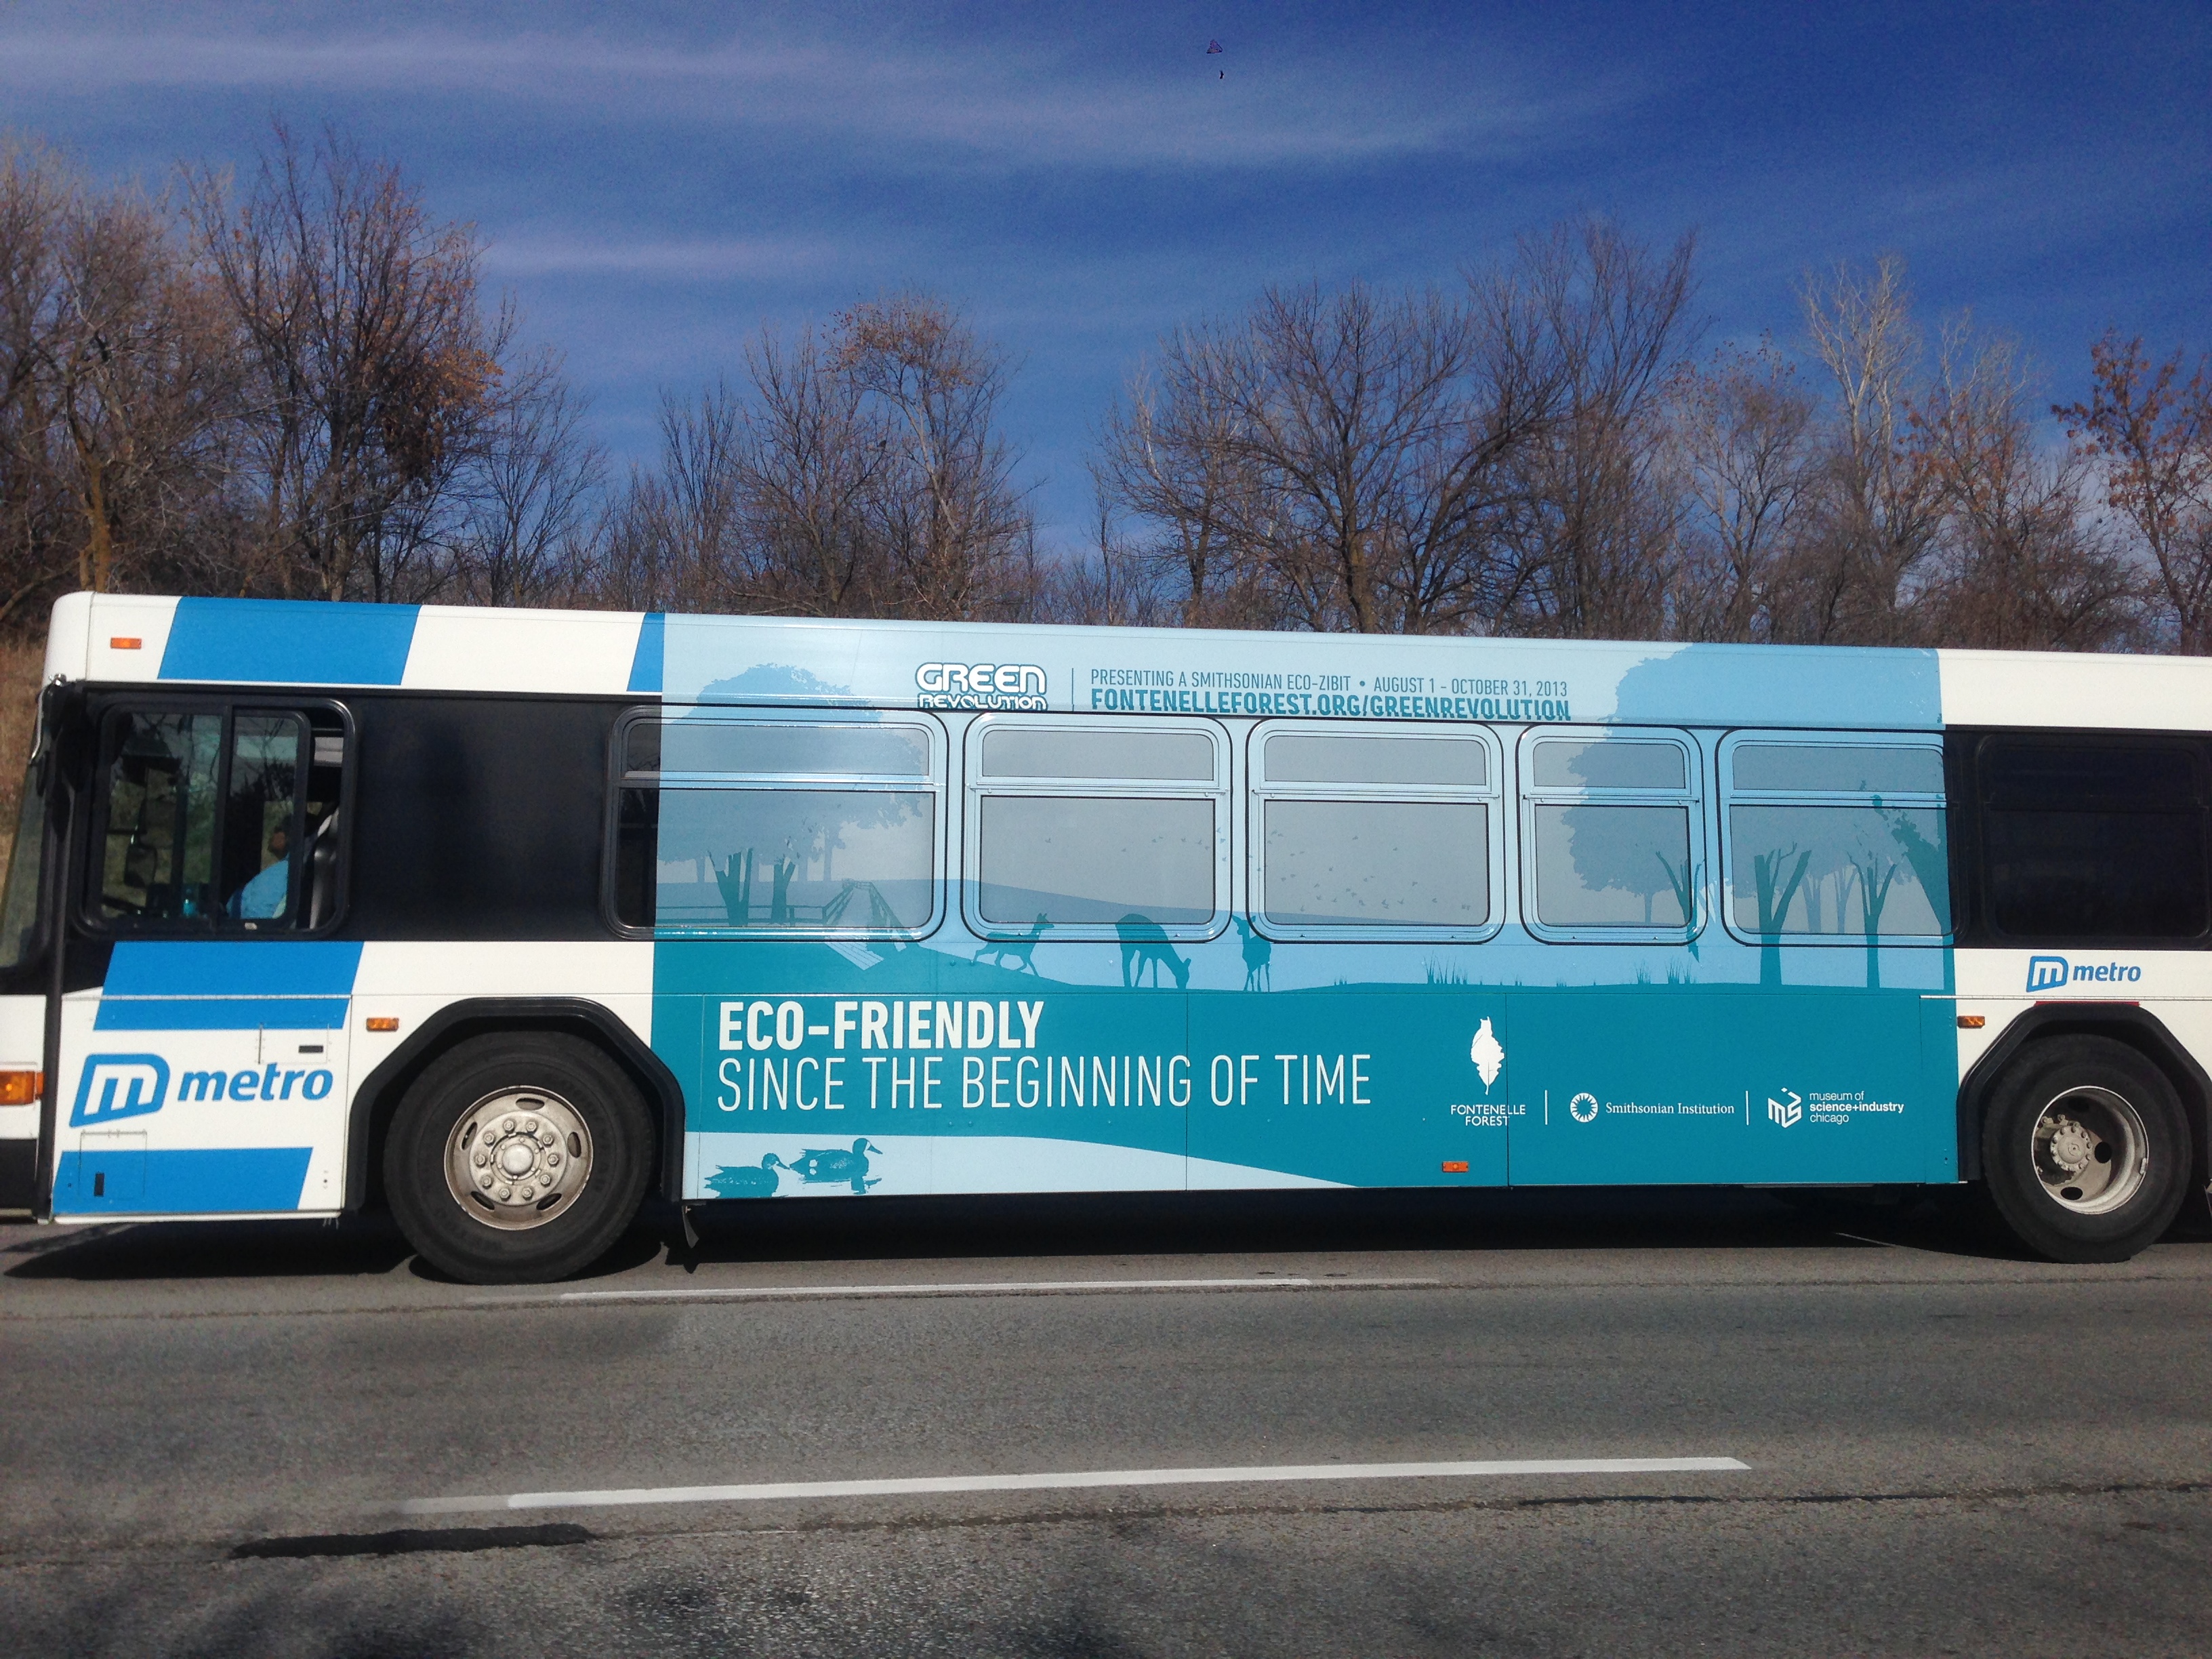 GREEN
REVOLUTION
PRESENTING A SMITHSONIAN ECO-ZIBIT • AUGUST 1 - OCTOBER 31, 2013
FONTENELLEFOREST.ORG/GREENREVOLUTION
metro
metro
ECO-FRIENDLY
SINCE THE BEGINNING OF TIME
FONTENELLE
FOREST
Smithsonian Institution
museum of
science+industry
chicago